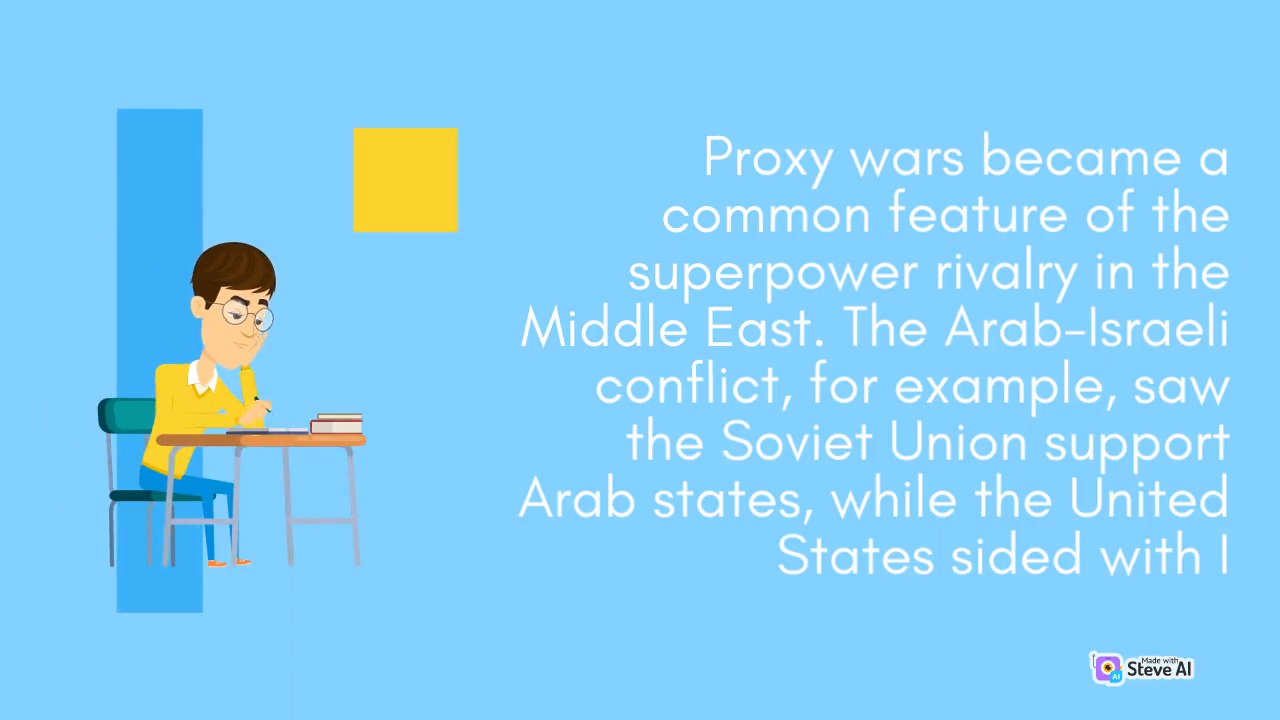 Proxy wars became a
common feature of the
superpower rivalry in the
Middle East. The Arab-Israeli
conflict, for example, saw
the Soviet Union support
Arab states, while the United
States sided with I
Made with
Steve AI
AI